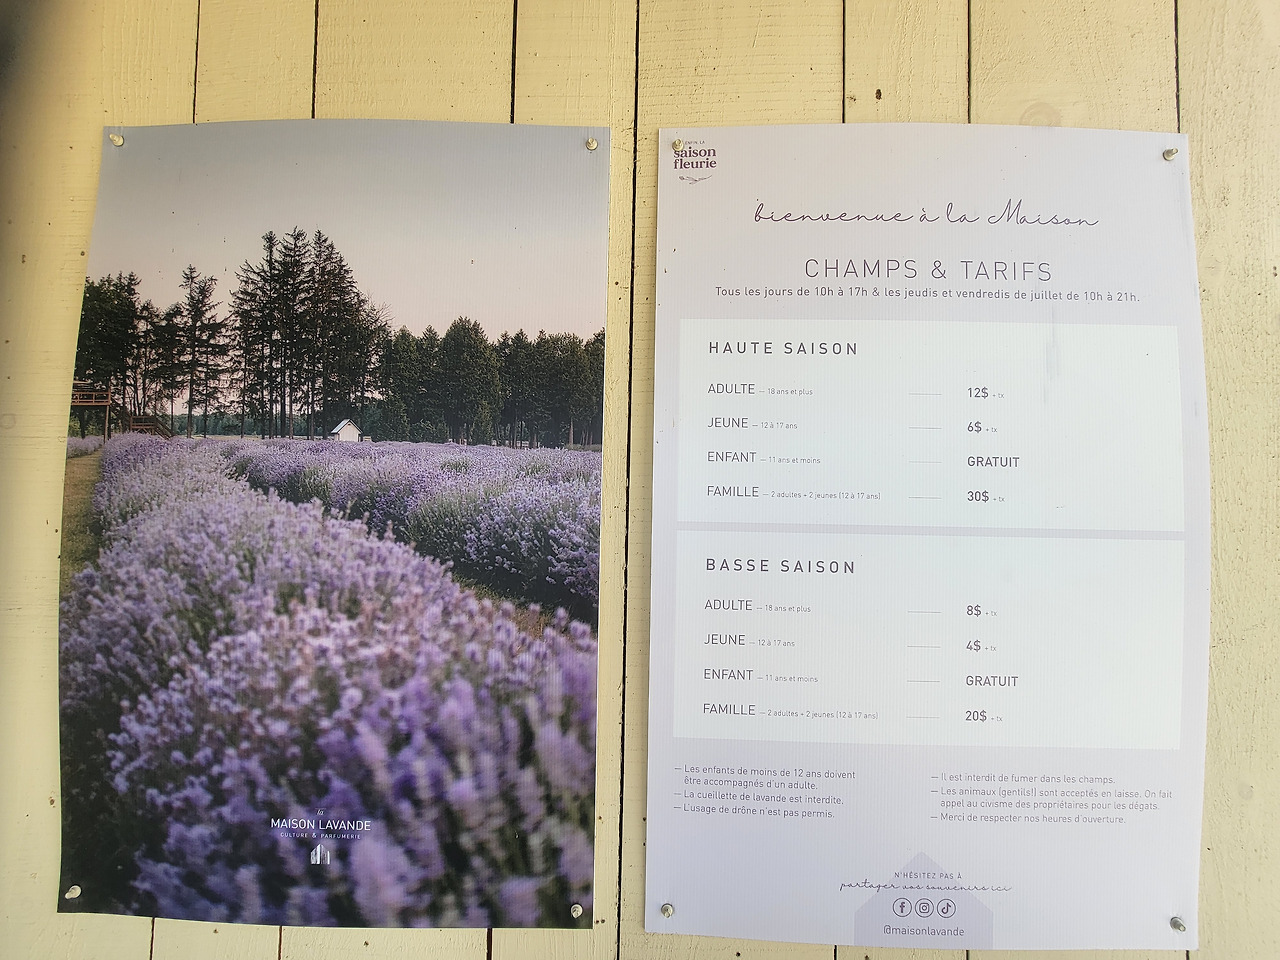 la
MAISON LAVANDE
CULTURE & PARFUMERIE
ENFIN, LA
saison
fleurie
bienvenue à la Maison
CHAMPS & TARIFS
Tous les jours de 10h à 17h & les jeudis et vendredis de juillet de 10h à 21h.
HAUTE SAISON
ADULTE — 18 ans et plus 12$ + tx
JEUNE — 12 à 17 ans 6$ + tx
ENFANT — 11 ans et moins GRATUIT
FAMILLE — 2 adultes + 2 jeunes (12 à 17 ans) 30$ + tx
BASSE SAISON
ADULTE — 18 ans et plus 8$ + tx
JEUNE — 12 à 17 ans 4$ + tx
ENFANT — 11 ans et moins GRATUIT
FAMILLE — 2 adultes + 2 jeunes (12 à 17 ans) 20$ + tx
— Les enfants de moins de 12 ans doivent
être accompagnés d'un adulte.
— La cueillette de lavande est interdite.
— L'usage de drône n'est pas permis.
— Il est interdit de fumer dans les champs.
— Les animaux (gentils!) sont acceptés en laisse. On fait
appel au civisme des propriétaires pour les dégats.
— Merci de respecter nos heures d'ouverture.
N'HÉSITEZ PAS À
partager vos souvenirs ici
@maisonlavande